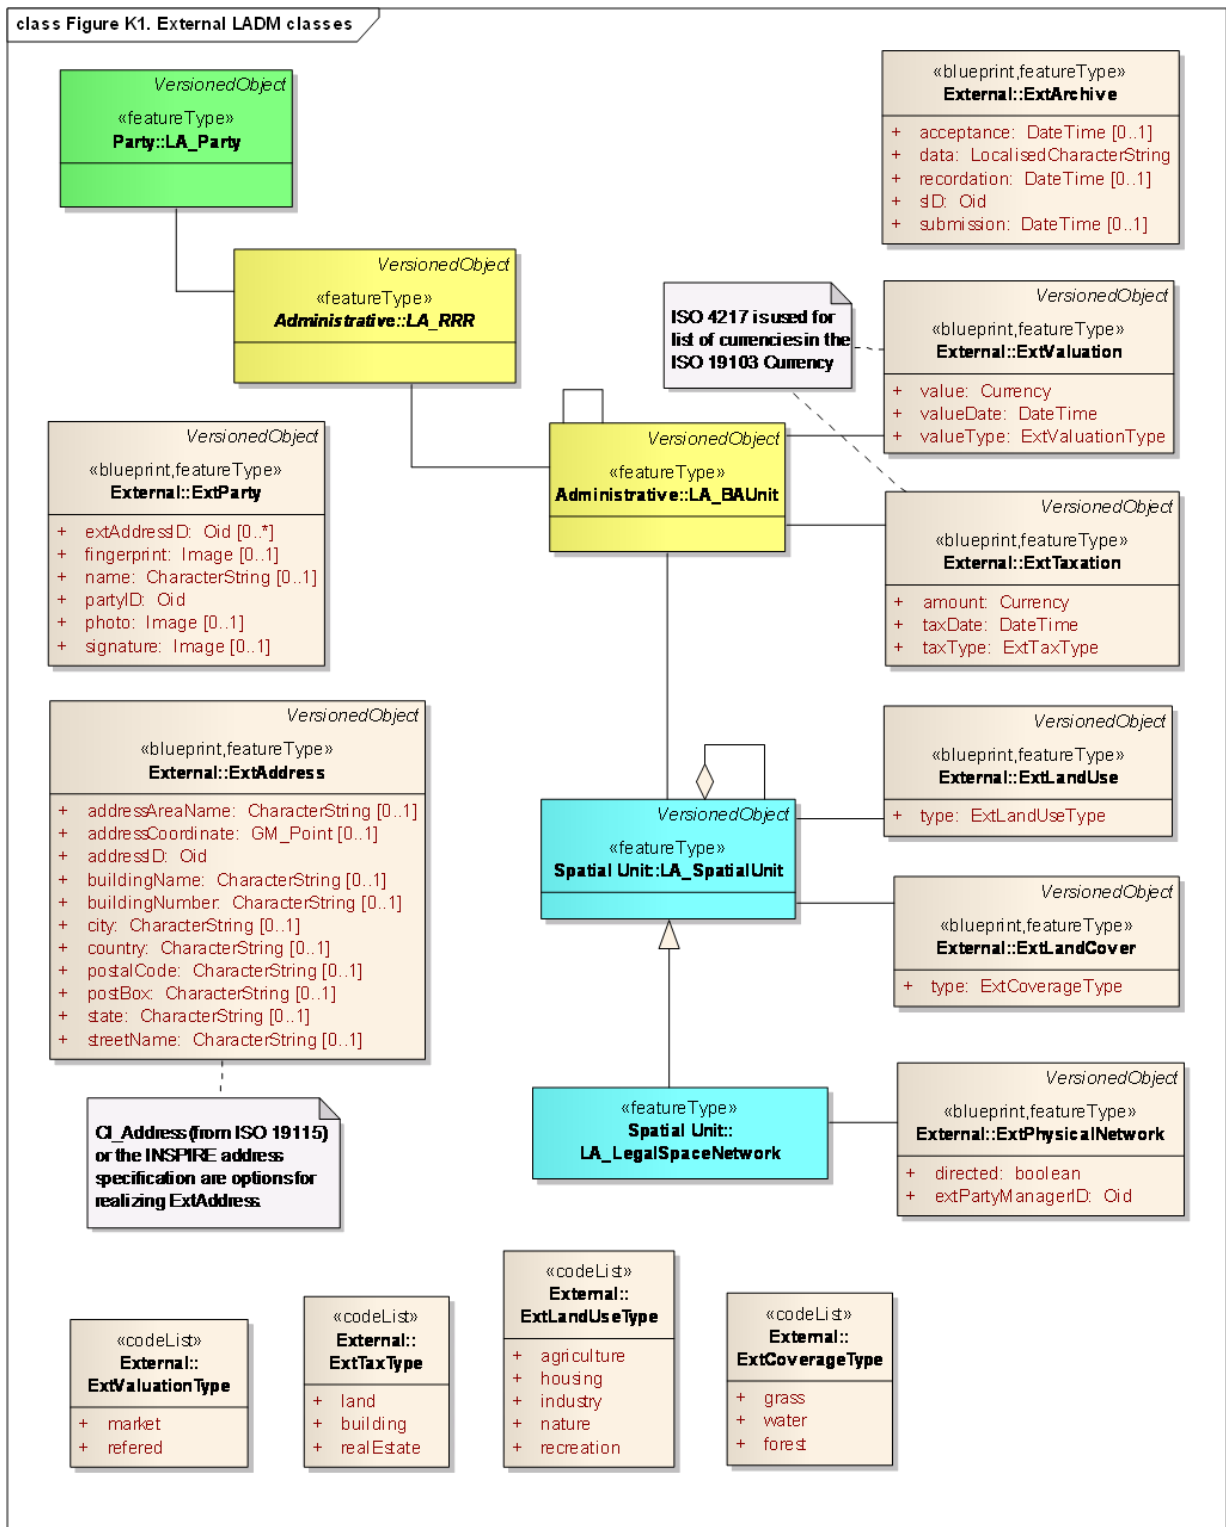 class Figure K1. External LADM classes
VersionedObject
«featureType»
Party::LA_Party
«blueprint,featureType»
External::ExtArchive
+ acceptance: DateTime [0..1]
+ data: LocalisedCharacterString
+ recordation: DateTime [0..1]
+ sID: Oid
+ submission: DateTime [0..1]
VersionedObject
«featureType»
Administrative::LA_RRR
ISO 4217 is used for
list of currencies in the
ISO 19103 Currency
VersionedObject
«blueprint,featureType»
External::ExtValuation
+ value: Currency
+ valueDate: DateTime
+ valueType: ExtValuationType
VersionedObject
«blueprint,featureType»
External::ExtParty
+ extAddressID: Oid [0..*]
+ fingerprint: Image [0..1]
+ name: CharacterString [0..1]
+ partyID: Oid
+ photo: Image [0..1]
+ signature: Image [0..1]
VersionedObject
«featureType»
Administrative::LA_BAUnit
VersionedObject
«blueprint,featureType»
External::ExtTaxation
+ amount: Currency
+ taxDate: DateTime
+ taxType: ExtTaxType
VersionedObject
«blueprint,featureType»
External::ExtAddress
+ addressAreaName: CharacterString [0..1]
+ addressCoordinate: GM_Point [0..1]
+ addressID: Oid
+ buildingName: CharacterString [0..1]
+ buildingNumber: CharacterString [0..1]
+ city: CharacterString [0..1]
+ country: CharacterString [0..1]
+ postalCode: CharacterString [0..1]
+ postBox: CharacterString [0..1]
+ state: CharacterString [0..1]
+ streetName: CharacterString [0..1]
VersionedObject
«blueprint,featureType»
External::ExtLandUse
+ type: ExtLandUseType
VersionedObject
«featureType»
Spatial Unit::LA_SpatialUnit
VersionedObject
«blueprint,featureType»
External::ExtLandCover
+ type: ExtCoverageType
CI_Address (from ISO 19115)
or the INSPIRE address
specification are options for
realizing ExtAddress.
«featureType»
Spatial Unit::
LA_LegalSpaceNetwork
VersionedObject
«blueprint,featureType»
External::ExtPhysicalNetwork
+ directed: boolean
+ extPartyManagerID: Oid
«codeList»
External::
ExtValuationType
+ market
+ refered
«codeList»
External::
ExtTaxType
+ land
+ building
+ realEstate
«codeList»
External::
ExtLandUseType
+ agriculture
+ housing
+ industry
+ nature
+ recreation
«codeList»
External::
ExtCoverageType
+ grass
+ water
+ forest